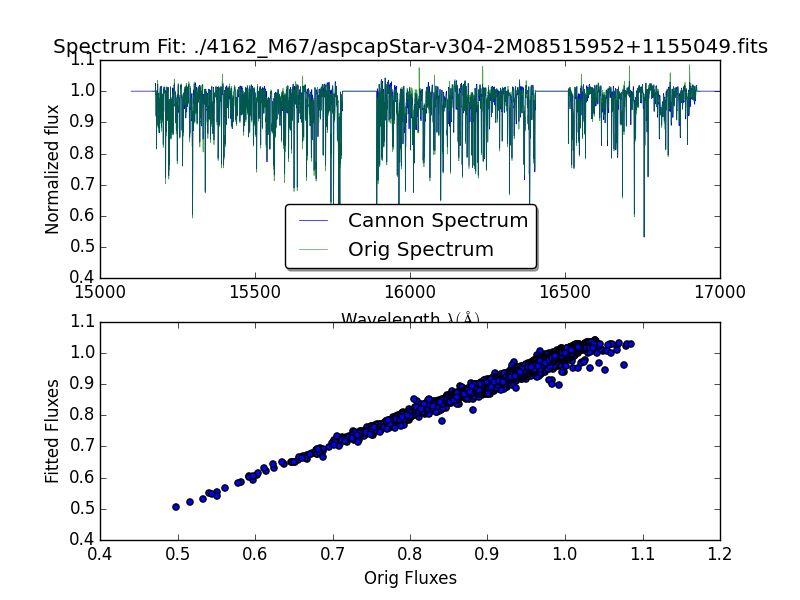 Spectrum Fit: ./4162_M67/aspcapStar-v304-2M08515952+1155049.fits
1.1
1.0
0.9
0.8
0.7
0.6
0.5
0.4
Normalized flux
Cannon Spectrum
Orig Spectrum
15000 15500 16000 16500 17000
Wavelength λ(Å)
1.1
1.0
0.9
0.8
0.7
0.6
0.5
0.4
Fitted Fluxes
0.4 0.5 0.6 0.7 0.8 0.9 1.0 1.1 1.2
Orig Fluxes